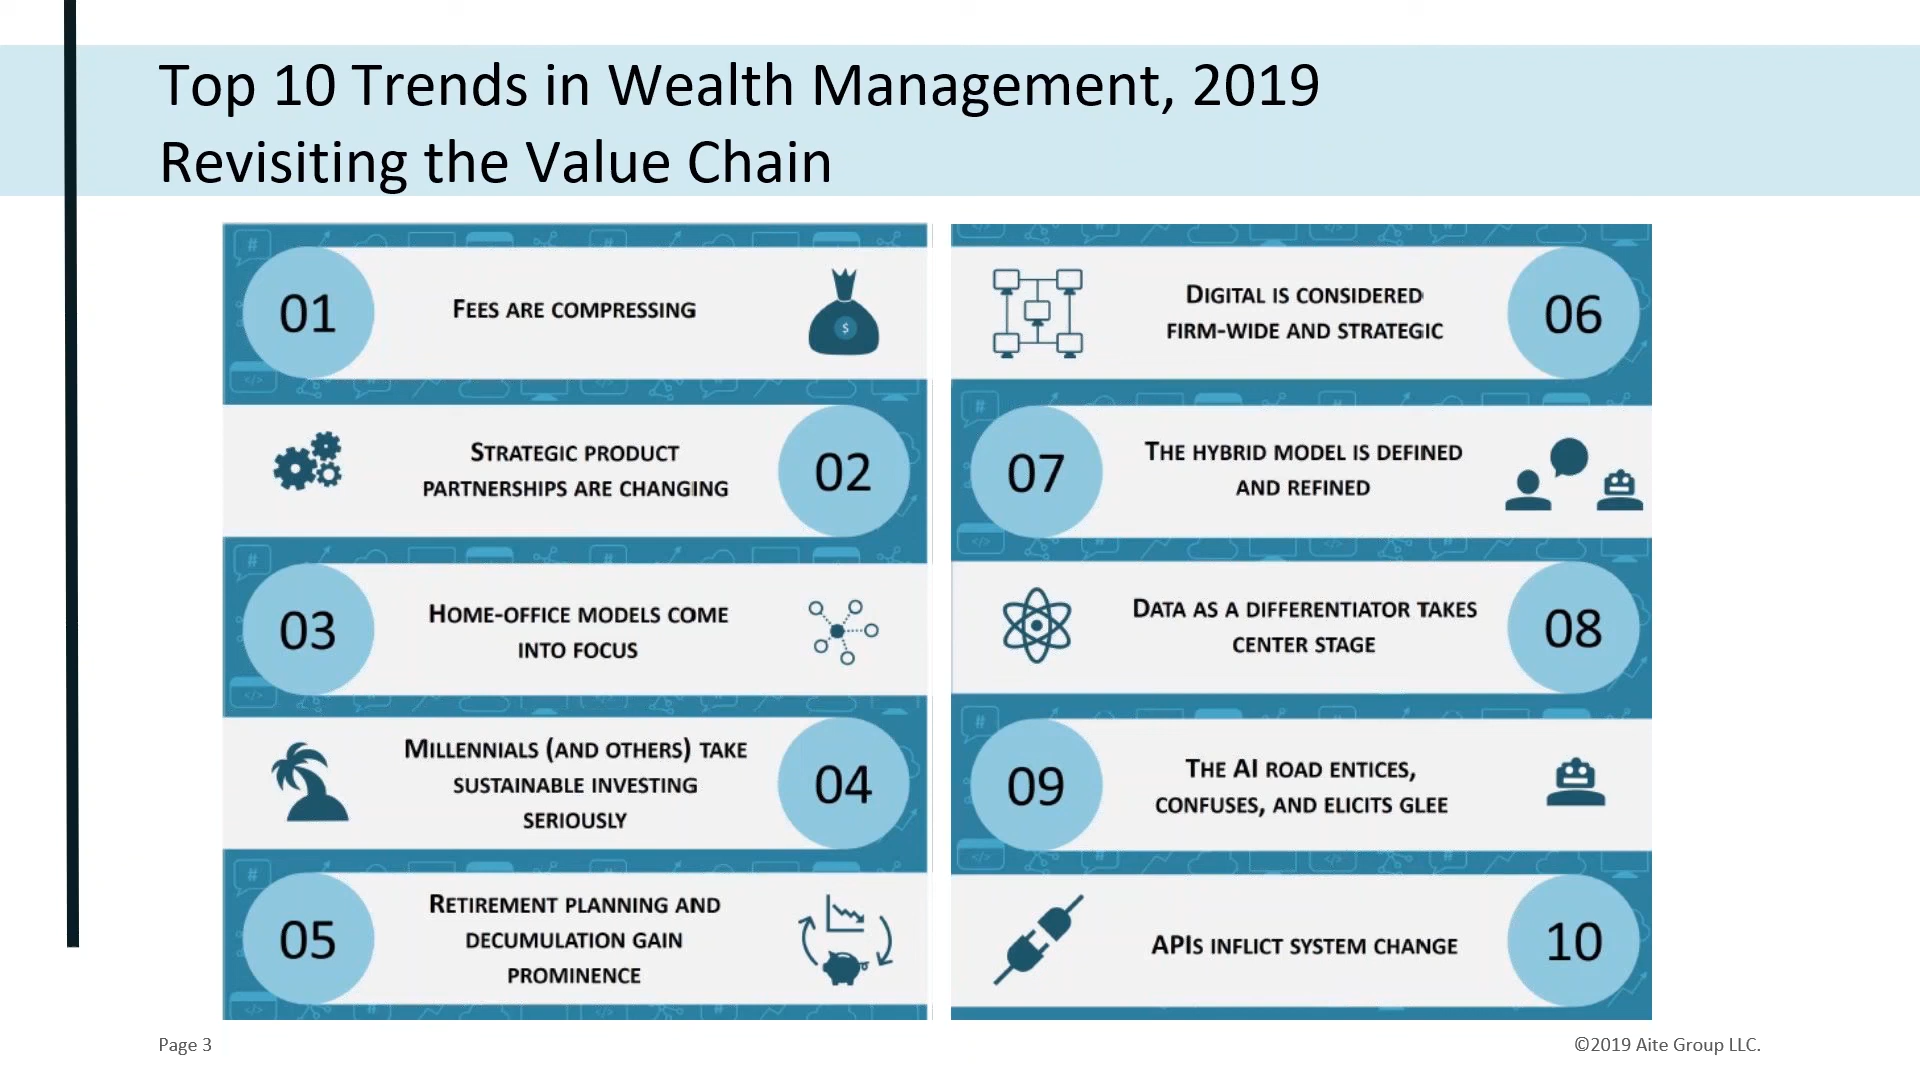 Top 10 Trends in Wealth Management, 2019
Revisiting the Value Chain
01
FEES ARE COMPRESSING
$
STRATEGIC PRODUCT
PARTNERSHIPS ARE CHANGING
02
03
HOME-OFFICE MODELS COME
INTO FOCUS
MILLENNIALS (AND OTHERS) TAKE
SUSTAINABLE INVESTING
SERIOUSLY
04
05
RETIREMENT PLANNING AND
DECUMULATION GAIN
PROMINENCE
DIGITAL IS CONSIDERED
FIRM-WIDE AND STRATEGIC
06
07
THE HYBRID MODEL IS DEFINED
AND REFINED
DATA AS A DIFFERENTIATOR TAKES
CENTER STAGE
08
09
THE AI ROAD ENTICES,
CONFUSES, AND ELICITS GLEE
APIS INFLICT SYSTEM CHANGE
10
Page 3
©2019 Aite Group LLC.